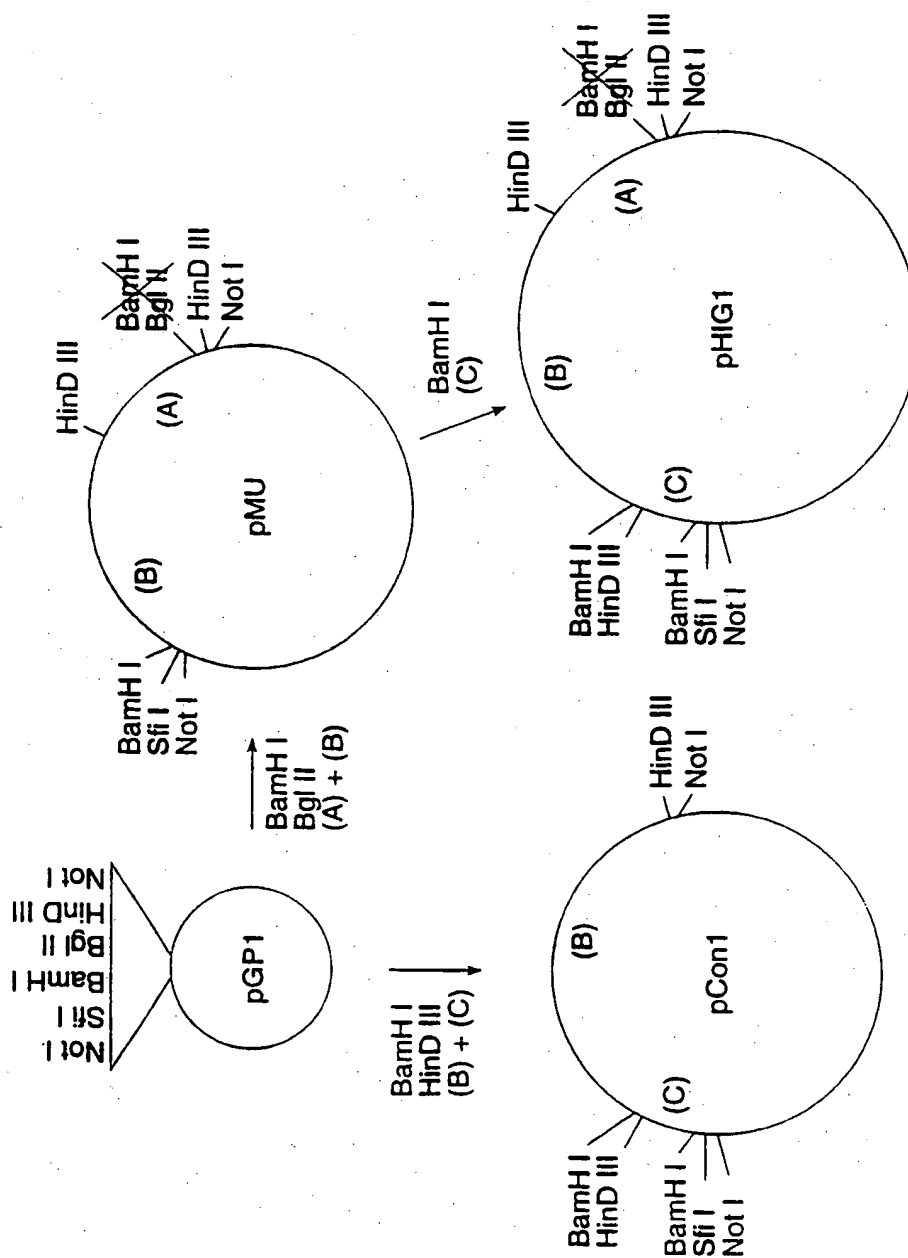 Not I
Sfi I
BamH I
Bgl II
HinD III
Not I
pGP1
BamH I
Bgl II
(A) + (B)
HinD III
BamH I
Bgl II
HinD III
Not I
(A)
(B)
pMU
BamH I
Sfi I
Not I
BamH I
HinD III
(B) + (C)
BamH I
(C)
BamH I
HinD III
(C)
BamH I
Sfi I
Not I
(B)
HinD III
Not I
pCon1
HinD III
BamH I
Bgl II
HinD III
Not I
(A)
(B)
BamH I
HinD III
(C)
BamH I
Sfi I
Not I
pHIG1